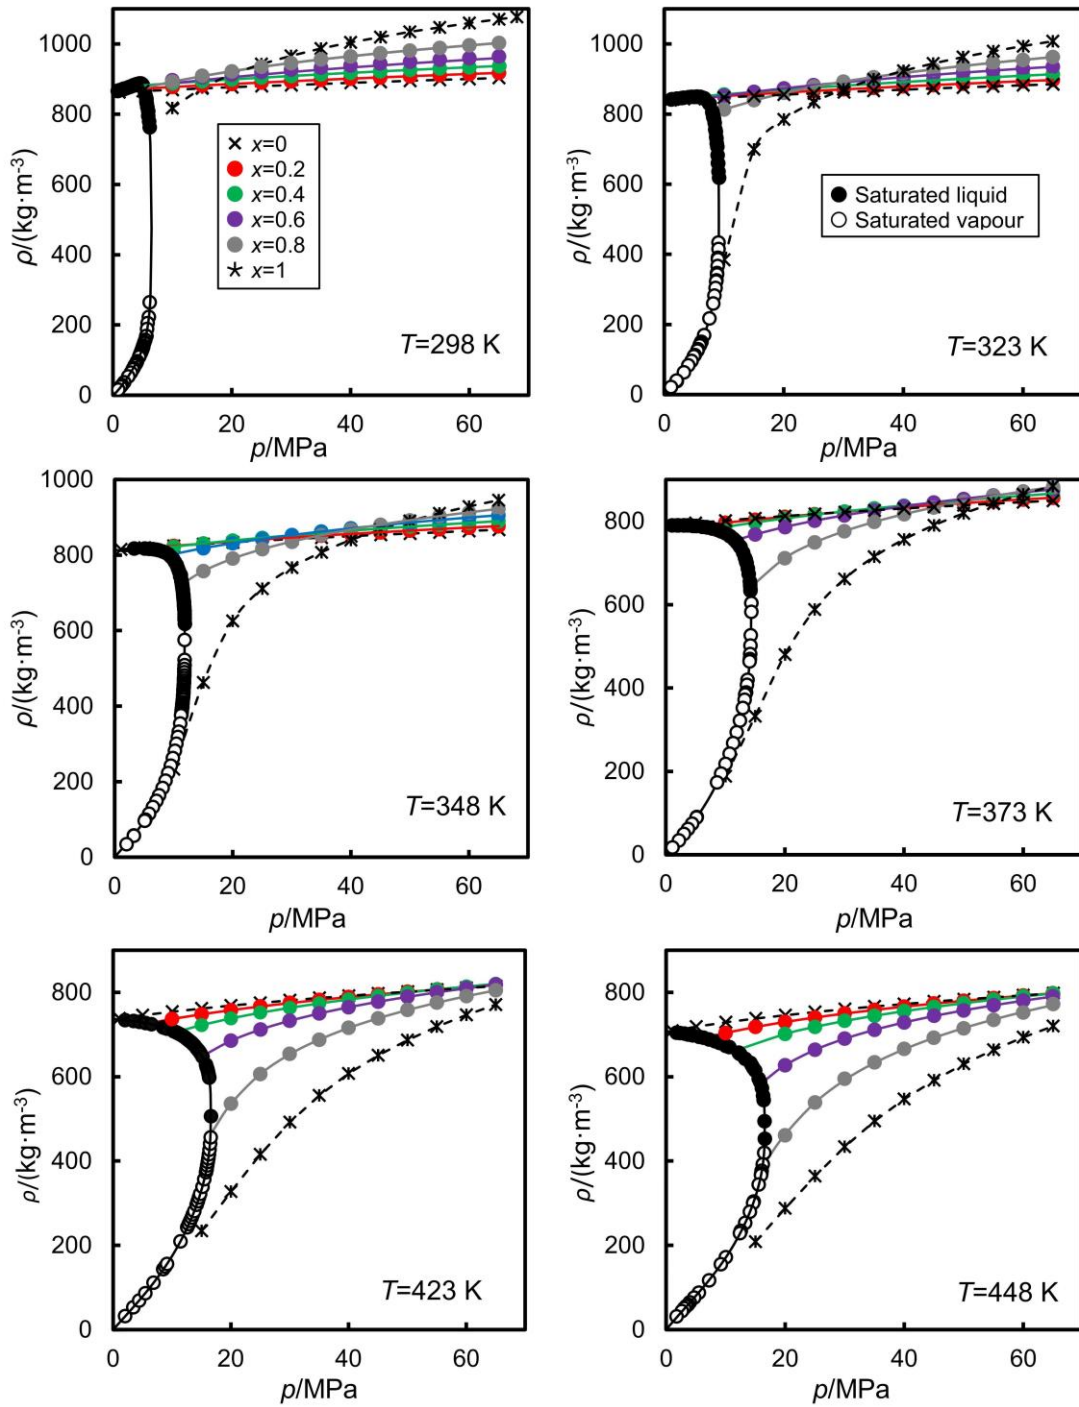 1000
800
600
400
200
0
ρ/(kg·m⁻³)
x=0
x=0.2
x=0.4
x=0.6
x=0.8
x=1
T=298 K
0 20 40 60
p/MPa
1000
800
600
400
200
0
ρ/(kg·m⁻³)
Saturated liquid
Saturated vapour
T=323 K
0 20 40 60
p/MPa
1000
800
600
400
200
0
ρ/(kg·m⁻³)
T=348 K
0 20 40 60
p/MPa
800
600
400
200
0
ρ/(kg·m⁻³)
T=373 K
0 20 40 60
p/MPa
800
600
400
200
0
ρ/(kg·m⁻³)
T=423 K
0 20 40 60
p/MPa
800
600
400
200
0
ρ/(kg·m⁻³)
T=448 K
0 20 40 60
p/MPa